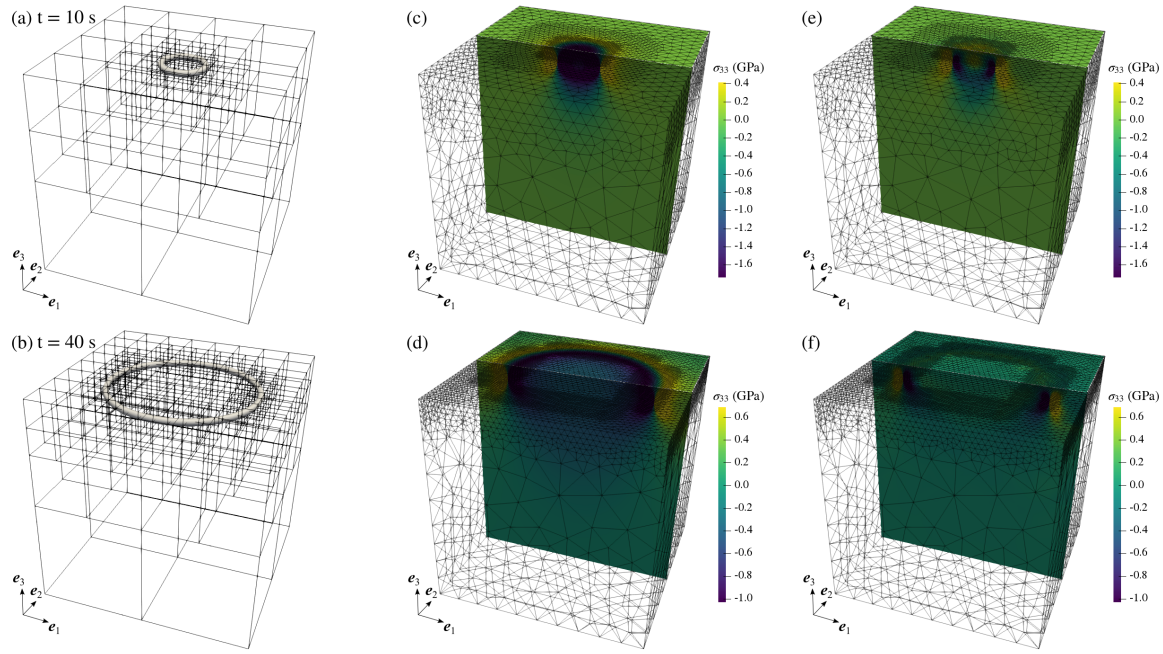 (a) t = 10 s
(c)
(e)
σ₃₃ (GPa)
0.4
0.2
0.0
-0.2
-0.4
-0.6
-0.8
-1.0
-1.2
-1.4
-1.6
σ₃₃ (GPa)
0.4
0.2
0.0
-0.2
-0.4
-0.6
-0.8
-1.0
-1.2
-1.4
-1.6
e₃
e₂
e₁
e₃
e₂
e₁
e₃
e₂
e₁
(b) t = 40 s
(d)
(f)
σ₃₃ (GPa)
0.6
0.4
0.2
0.0
-0.2
-0.4
-0.6
-0.8
-1.0
σ₃₃ (GPa)
0.6
0.4
0.2
0.0
-0.2
-0.4
-0.6
-0.8
-1.0
e₃
e₂
e₁
e₃
e₂
e₁
e₃
e₂
e₁